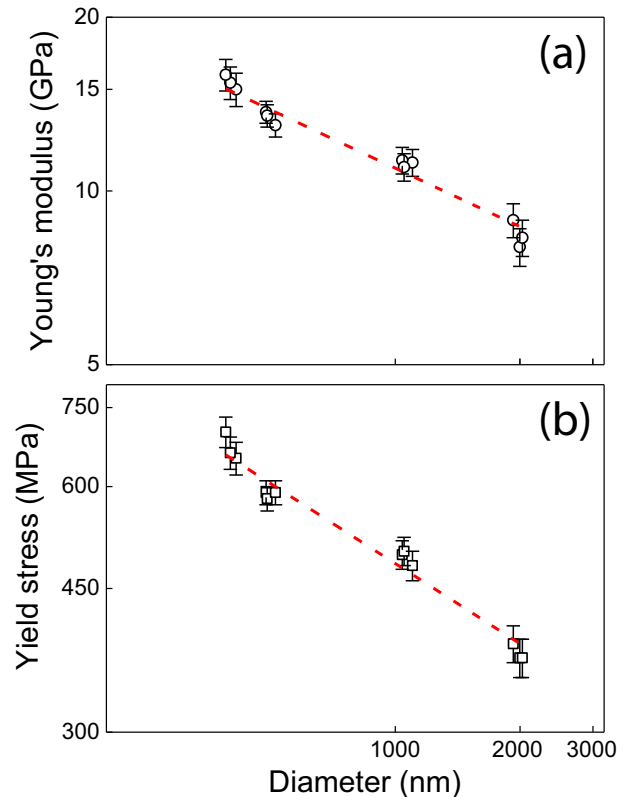 20
(a)
15
Young's modulus (GPa)
10
5
(b)
750
600
Yield stress (MPa)
450
300
1000 2000 3000
Diameter (nm)